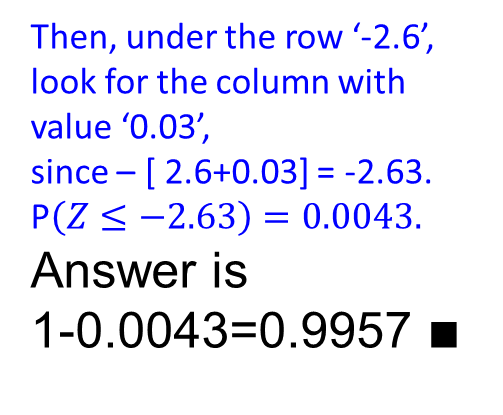 Then, under the row ‘-2.6’,
look for the column with
value ‘0.03’,
since – [ 2.6+0.03] = -2.63.
P(Z ≤ −2.63) = 0.0043.
Answer is
1-0.0043=0.9957 ■